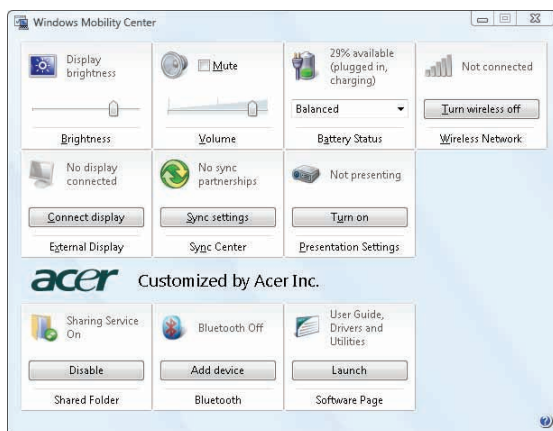 Windows Mobility Center
Display
brightness
Brightness
Mute
Volume
29% available
(plugged in,
charging)
Balanced
Battery Status
Not connected
Turn wireless off
Wireless Network
No display
connected
Connect display
External Display
No sync
partnerships
Sync settings
Sync Center
Not presenting
Turn on
Presentation Settings
acer Customized by Acer Inc.
Sharing Service
On
Disable
Shared Folder
Bluetooth Off
Add device
Bluetooth
User Guide,
Drivers and
Utilities
Launch
Software Page